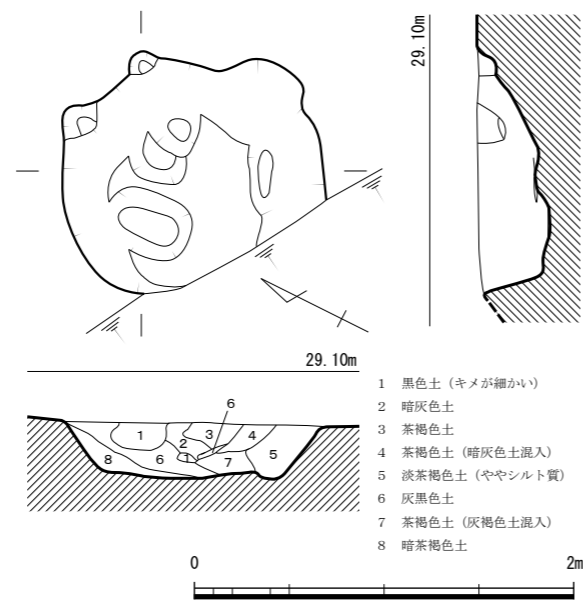 29.10m
29.10m
6
1
2
3
4
5
1
6
7
8
1 黒色土（キメが細かい）
2 暗灰色土
3 茶褐色土
4 茶褐色土（暗灰色土混入）
5 淡茶褐色土（ややシルト質）
6 灰黒色土
7 茶褐色土（灰褐色土混入）
8 暗茶褐色土
0 2m